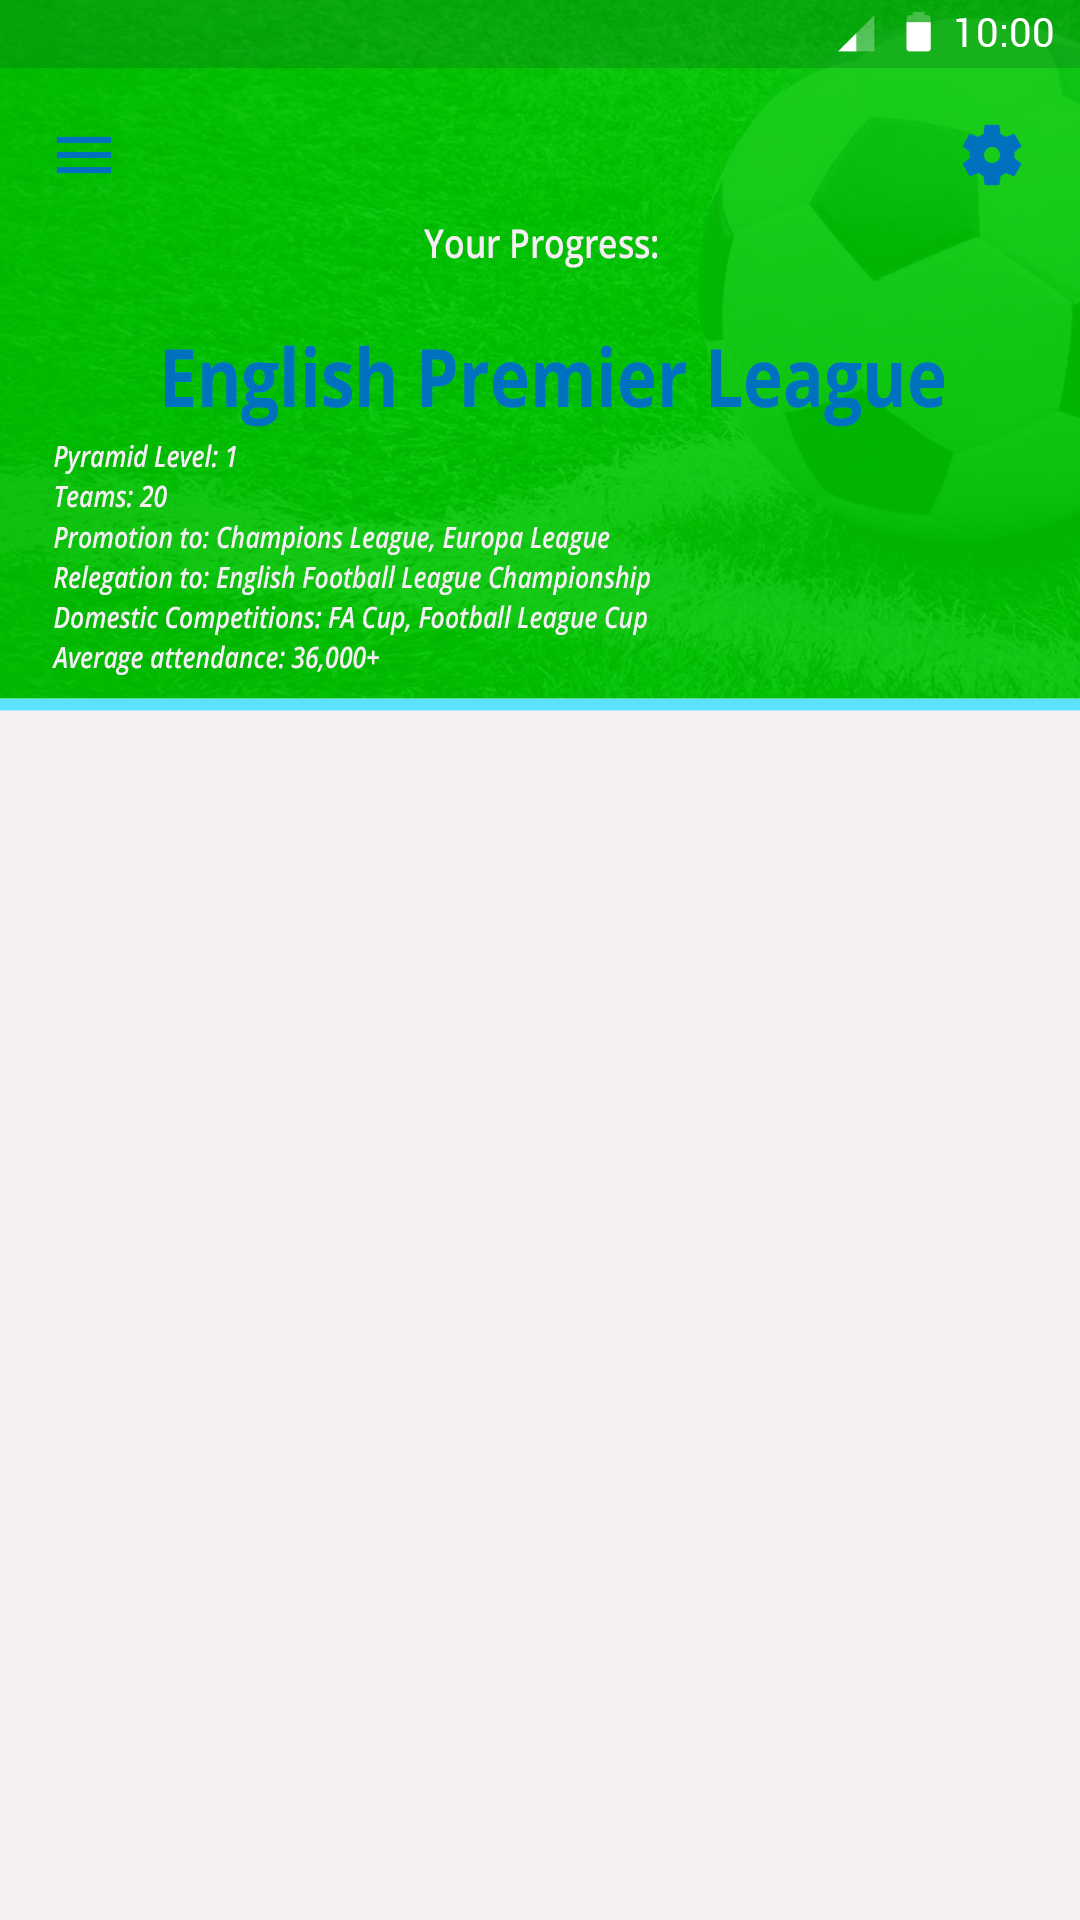 10:00
Your Progress:
English Premier League
Pyramid Level: 1
Teams: 20
Promotion to: Champions League, Europa League
Relegation to: English Football League Championship
Domestic Competitions: FA Cup, Football League Cup
Average attendance: 36,000+